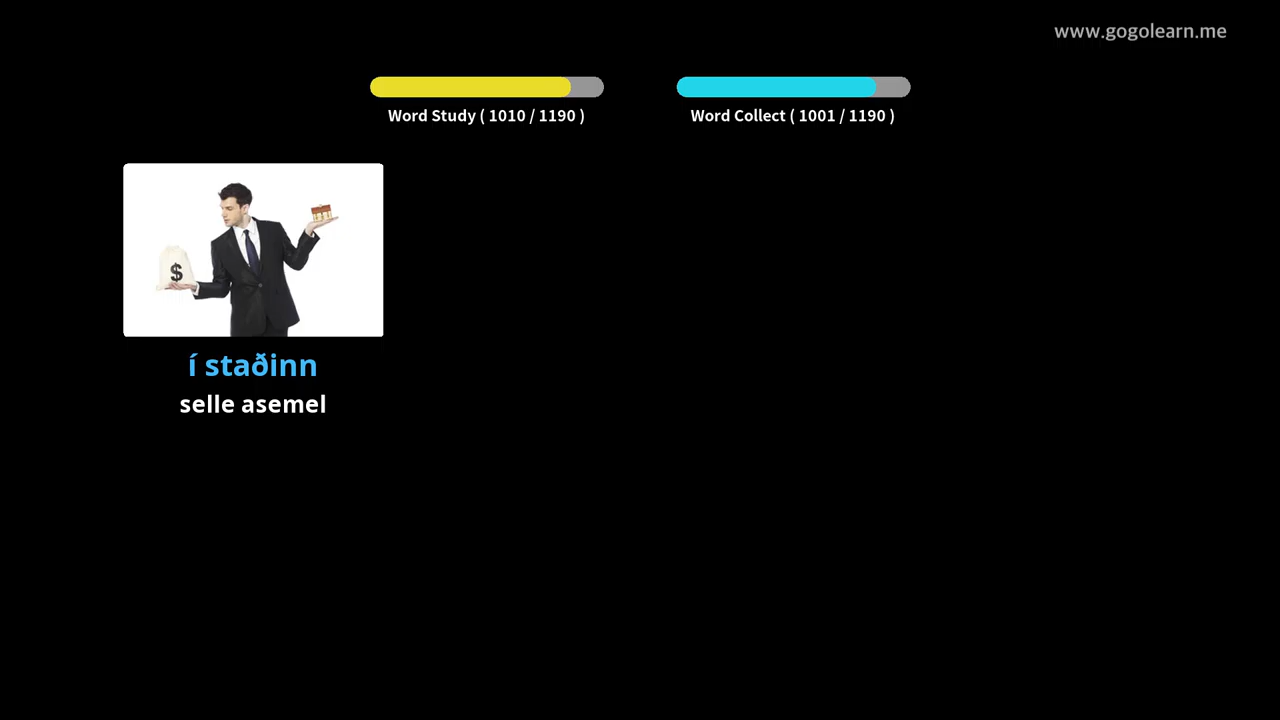 www.gogolearn.me
Word Study ( 1010 / 1190 )
Word Collect ( 1001 / 1190 )
$
í staðinn
selle asemel